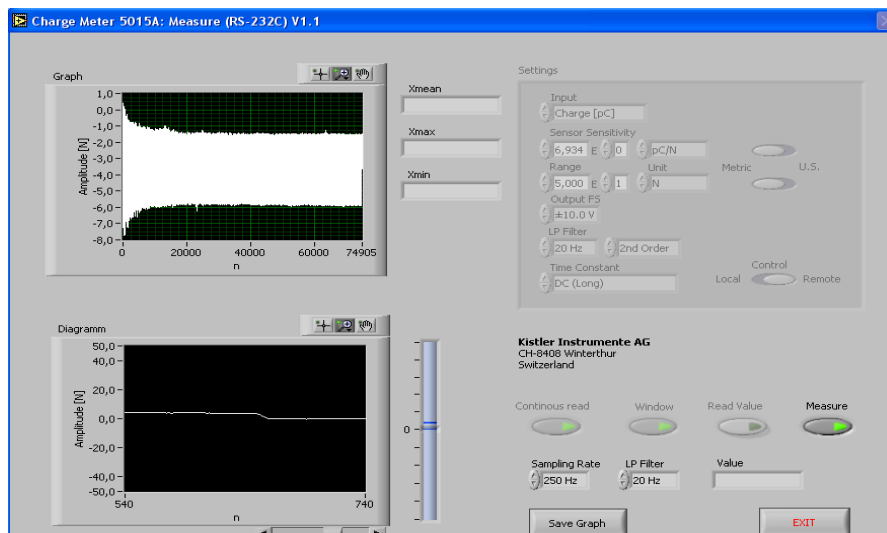 Charge Meter 5015A: Measure (RS-232C) V1.1
Graph
1,0
0,0
-1,0
-2,0
-3,0
-4,0
-5,0
-6,0
-7,0
-8,0
Amplitude [N]
0 20000 40000 60000 74905
n
Xmean
Xmax
Xmin
Settings
Input
Charge [pC]
Sensor Sensitivity
6,934 E 0 pC/N
Range Unit Metric U.S.
5,000 E 1 N
Output FS
±10.0 V
LP Filter
20 Hz 2nd Order
Time Constant Control
DC (Long) Local Remote
Diagramm
50,0
40,0
20,0
0,0
-20,0
-40,0
-50,0
Amplitude [N]
540 740
n
0
Kistler Instrumente AG
CH-8408 Winterthur
Switzerland
Continous read Window Read Value Measure
Sampling Rate LP Filter Value
250 Hz 20 Hz
Save Graph EXIT